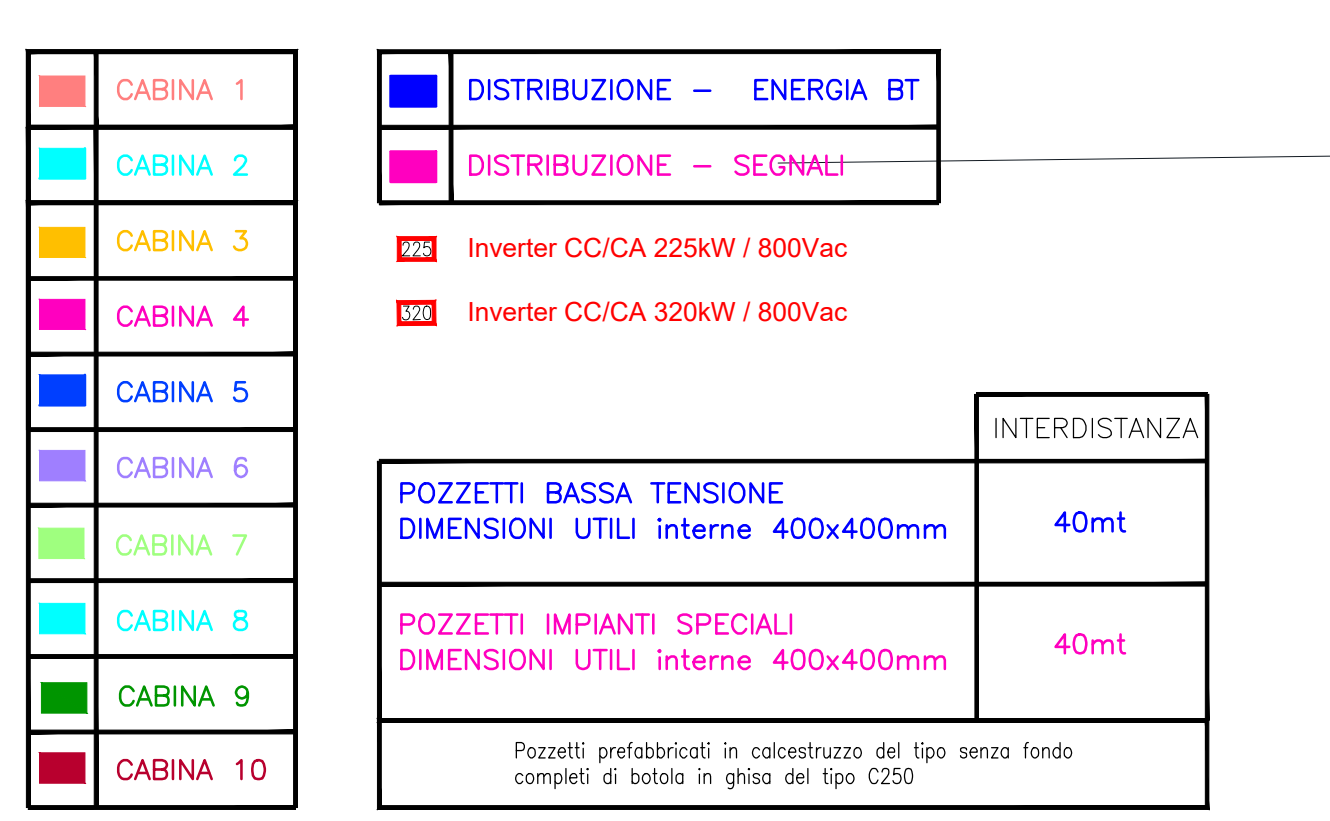 CABINA 1
CABINA 2
CABINA 3
CABINA 4
CABINA 5
CABINA 6
CABINA 7
CABINA 8
CABINA 9
CABINA 10
DISTRIBUZIONE - ENERGIA BT
DISTRIBUZIONE - SEGNALI
225 Inverter CC/CA 225kW / 800Vac
320 Inverter CC/CA 320kW / 800Vac
INTERDISTANZA
POZZETTI BASSA TENSIONE
DIMENSIONI UTILI interne 400x400mm
40mt
POZZETTI IMPIANTI SPECIALI
DIMENSIONI UTILI interne 400x400mm
40mt
Pozzetti prefabbricati in calcestruzzo del tipo senza fondo
completi di botola in ghisa del tipo C250